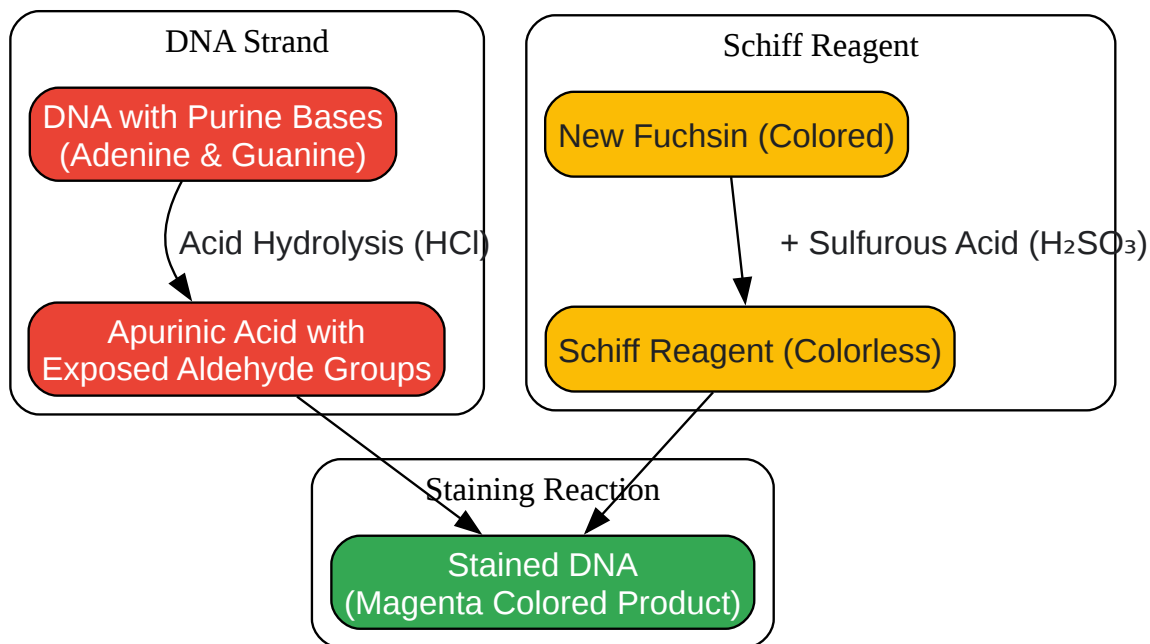 DNA Strand
DNA with Purine Bases
(Adenine & Guanine)
Acid Hydrolysis (HCl)
Apurinic Acid with
Exposed Aldehyde Groups
Schiff Reagent
New Fuchsin (Colored)
+ Sulfurous Acid (H₂SO₃)
Schiff Reagent (Colorless)
Staining Reaction
Stained DNA
(Magenta Colored Product)